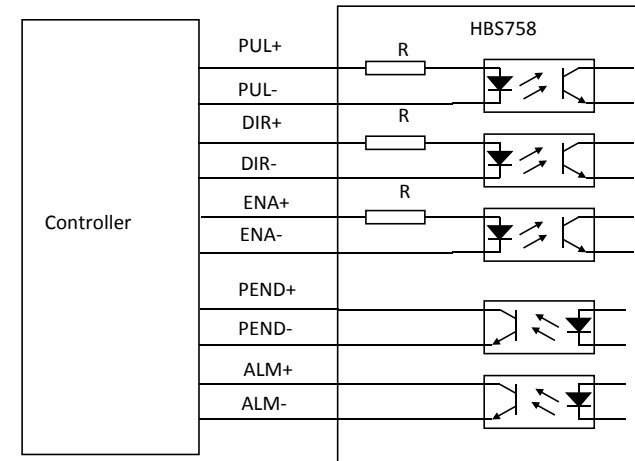 HBS758
PUL+
R
PUL-
DIR+
R
DIR-
ENA+
R
Controller
ENA-
PEND+
PEND-
ALM+
ALM-